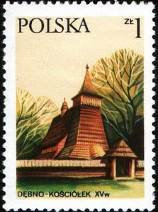 POLSKA ZŁ 1
DĘBNO-KOŚCIÓŁEK XVw